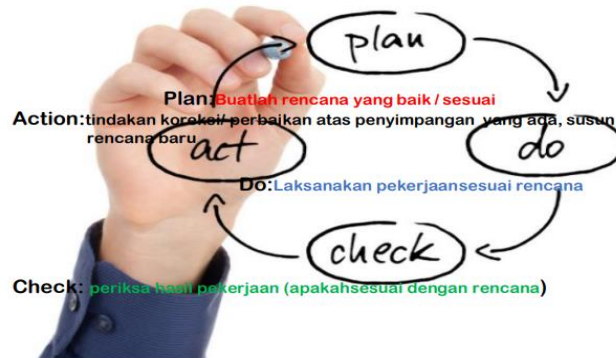 plan
Plan:Buatlah rencana yang baik / sesuai
Action:tindakan koreksi/ perbaikan atas penyimpangan yang ada, susun
rencana baru
act
do
Do:Laksanakan pekerjaansesuai rencana
check
Check: periksa hasil pekerjaan (apakahsesuai dengan rencana)